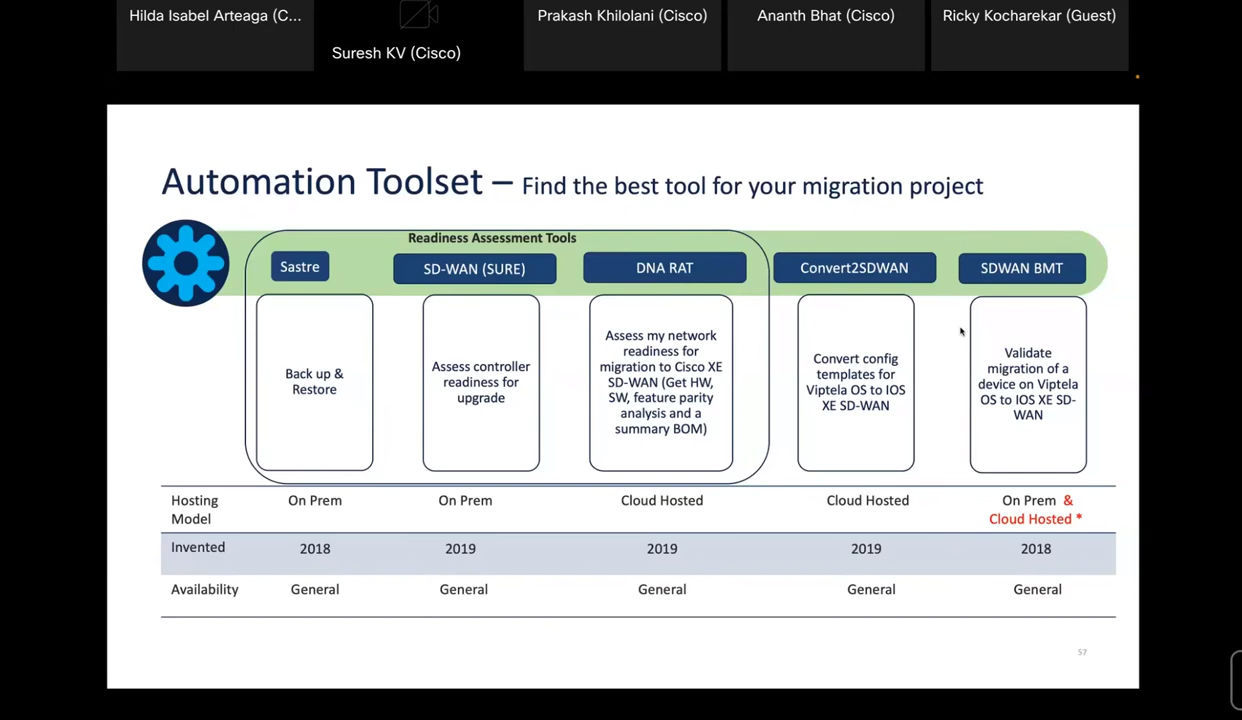 Hilda Isabel Arteaga (C...
Suresh KV (Cisco)
Prakash Khilolani (Cisco)
Ananth Bhat (Cisco)
Ricky Kocharekar (Guest)
Automation Toolset – Find the best tool for your migration project
Readiness Assessment Tools
Sastre
SD-WAN (SURE)
DNA RAT
Convert2SDWAN
SDWAN BMT
Back up &
Restore
Assess controller
readiness for
upgrade
Assess my network
readiness for
migration to Cisco XE
SD-WAN (Get HW,
SW, feature parity
analysis and a
summary BOM)
Convert config
templates for
Viptela OS to IOS
XE SD-WAN
Validate
migration of a
device on Viptela
OS to IOS XE SD-
WAN
Hosting
Model
On Prem
On Prem
Cloud Hosted
Cloud Hosted
On Prem &
Cloud Hosted *
Invented
2018
2019
2019
2019
2018
Availability
General
General
General
General
General
57